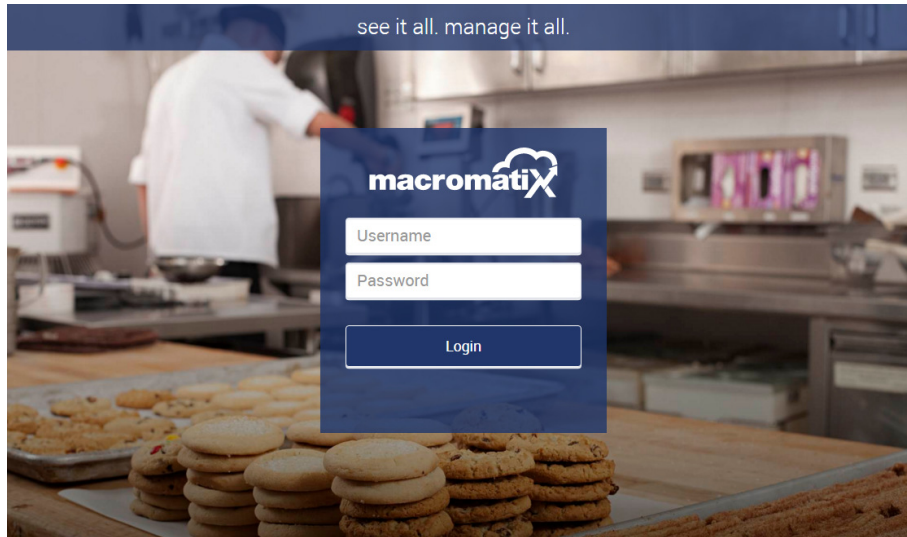 see it all. manage it all.
macromatix
Username
Password
Login